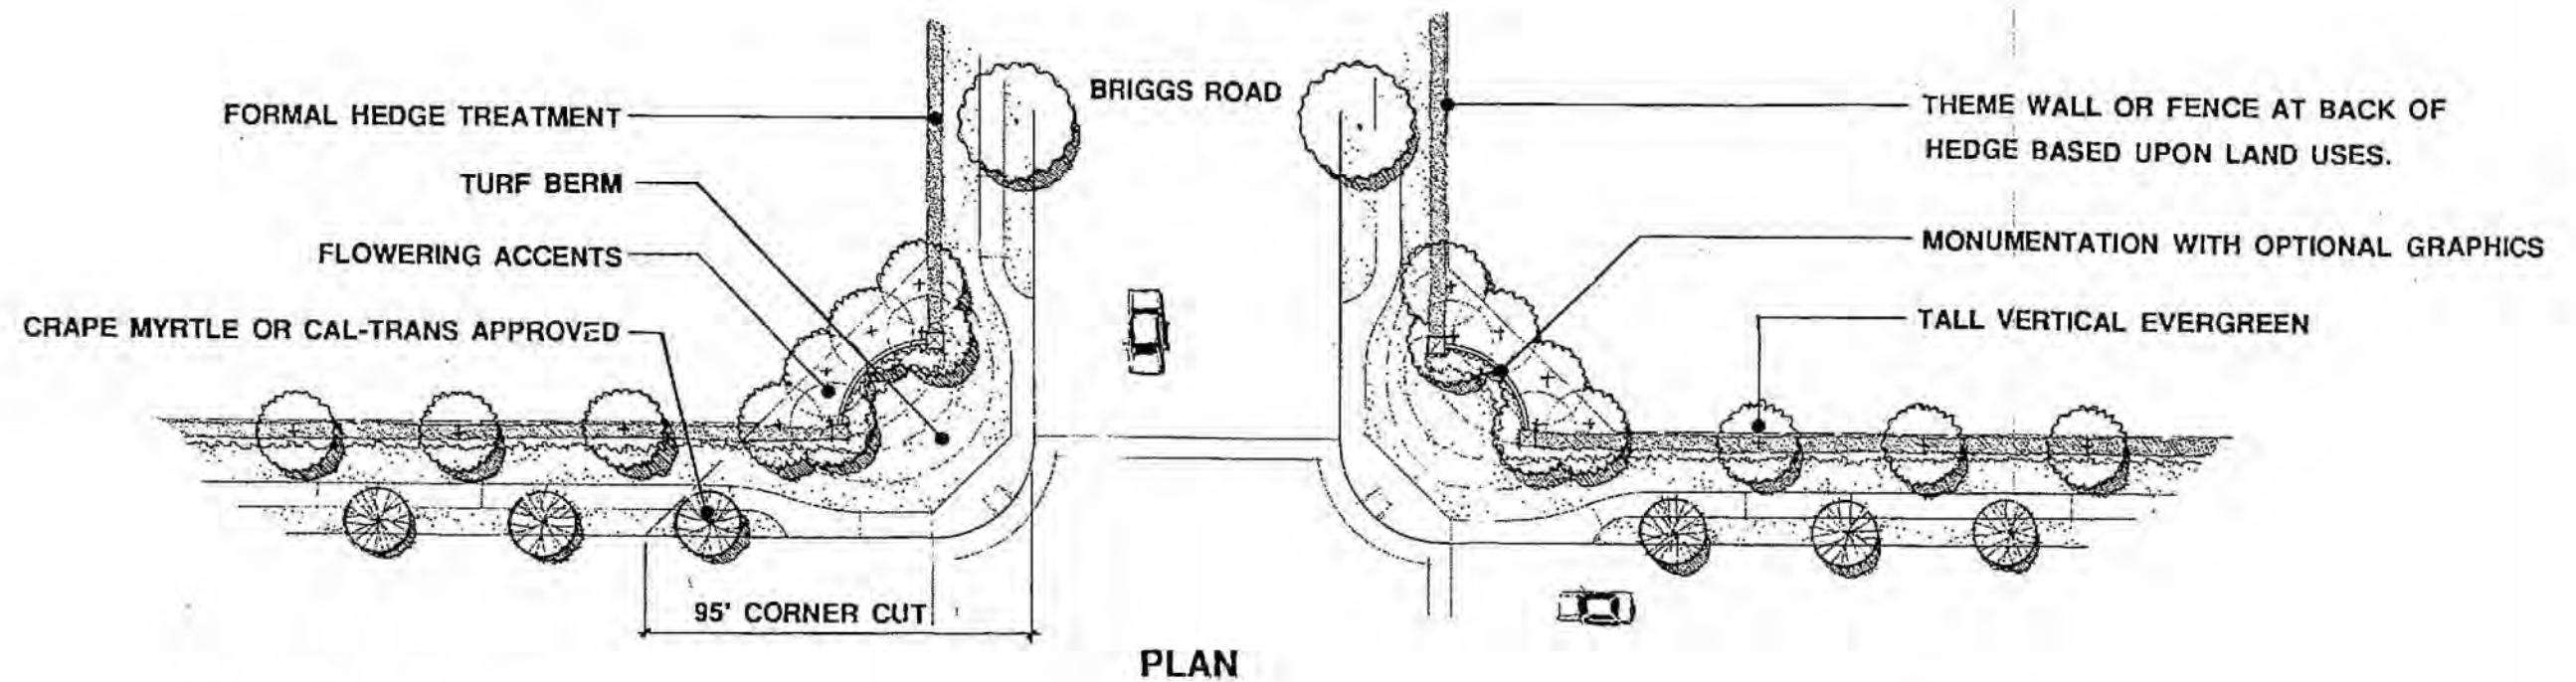 BRIGGS ROAD
FORMAL HEDGE TREATMENT
TURF BERM
FLOWERING ACCENTS
CRAPE MYRTLE OR CAL-TRANS APPROVED
THEME WALL OR FENCE AT BACK OF
HEDGE BASED UPON LAND USES.
MONUMENTATION WITH OPTIONAL GRAPHICS
TALL VERTICAL EVERGREEN
95' CORNER CUT
PLAN